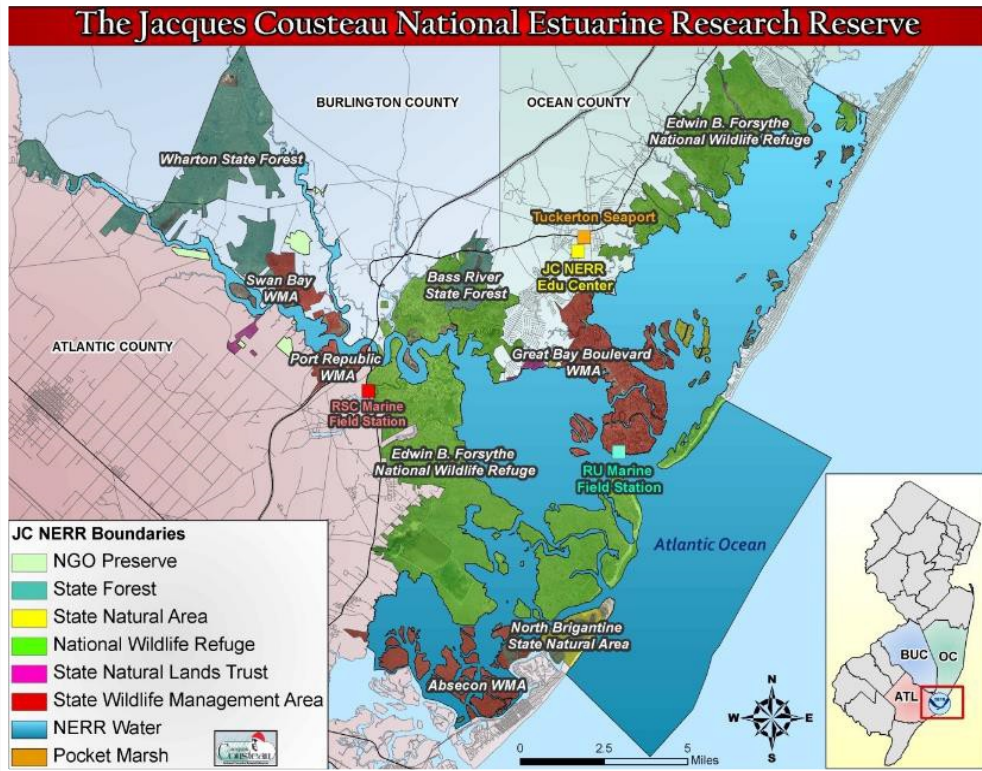 The Jacques Cousteau National Estuarine Research Reserve
BURLINGTON COUNTY
OCEAN COUNTY
Edwin B. Forsythe
National Wildlife Refuge
Wharton State Forest
Tuckerton Seaport
JC NERR
Edu Center
Bass River
State Forest
Swan Bay
WMA
ATLANTIC COUNTY
Port Republic
WMA
Great Bay Boulevard
WMA
RSC Marine
Field Station
Edwin B. Forsythe
National Wildlife Refuge
RU Marine
Field Station
Atlantic Ocean
North Brigantine
State Natural Area
Absecon WMA
JC NERR Boundaries
NGO Preserve
State Forest
State Natural Area
National Wildlife Refuge
State Natural Lands Trust
State Wildlife Management Area
NERR Water
Pocket Marsh
Jacques
Cousteau
0 2.5 5
Miles
N
W E
S
BUC
OC
ATL